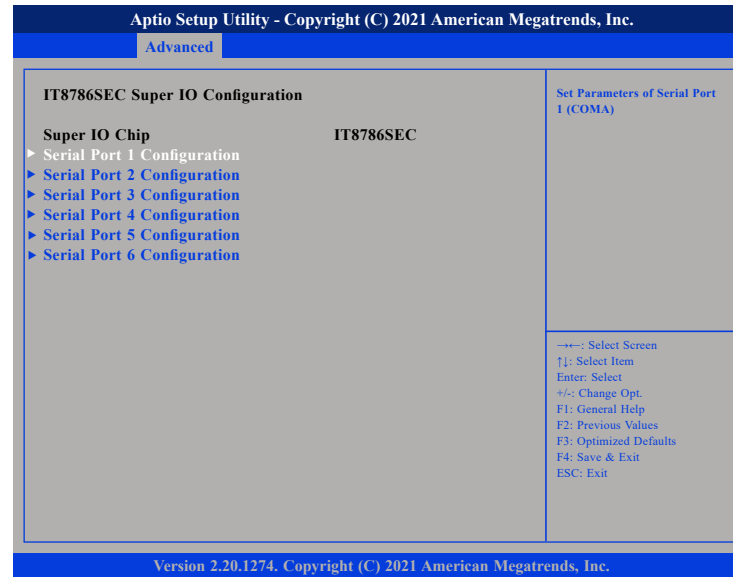 Aptio Setup Utility - Copyright (C) 2021 American Megatrends, Inc.
Advanced
IT8786SEC Super IO Configuration
Super IO Chip IT8786SEC
► Serial Port 1 Configuration
► Serial Port 2 Configuration
► Serial Port 3 Configuration
► Serial Port 4 Configuration
► Serial Port 5 Configuration
► Serial Port 6 Configuration
Set Parameters of Serial Port
1 (COMA)
→←: Select Screen
↑↓: Select Item
Enter: Select
+/-: Change Opt.
F1: General Help
F2: Previous Values
F3: Optimized Defaults
F4: Save & Exit
ESC: Exit
Version 2.20.1274. Copyright (C) 2021 American Megatrends, Inc.